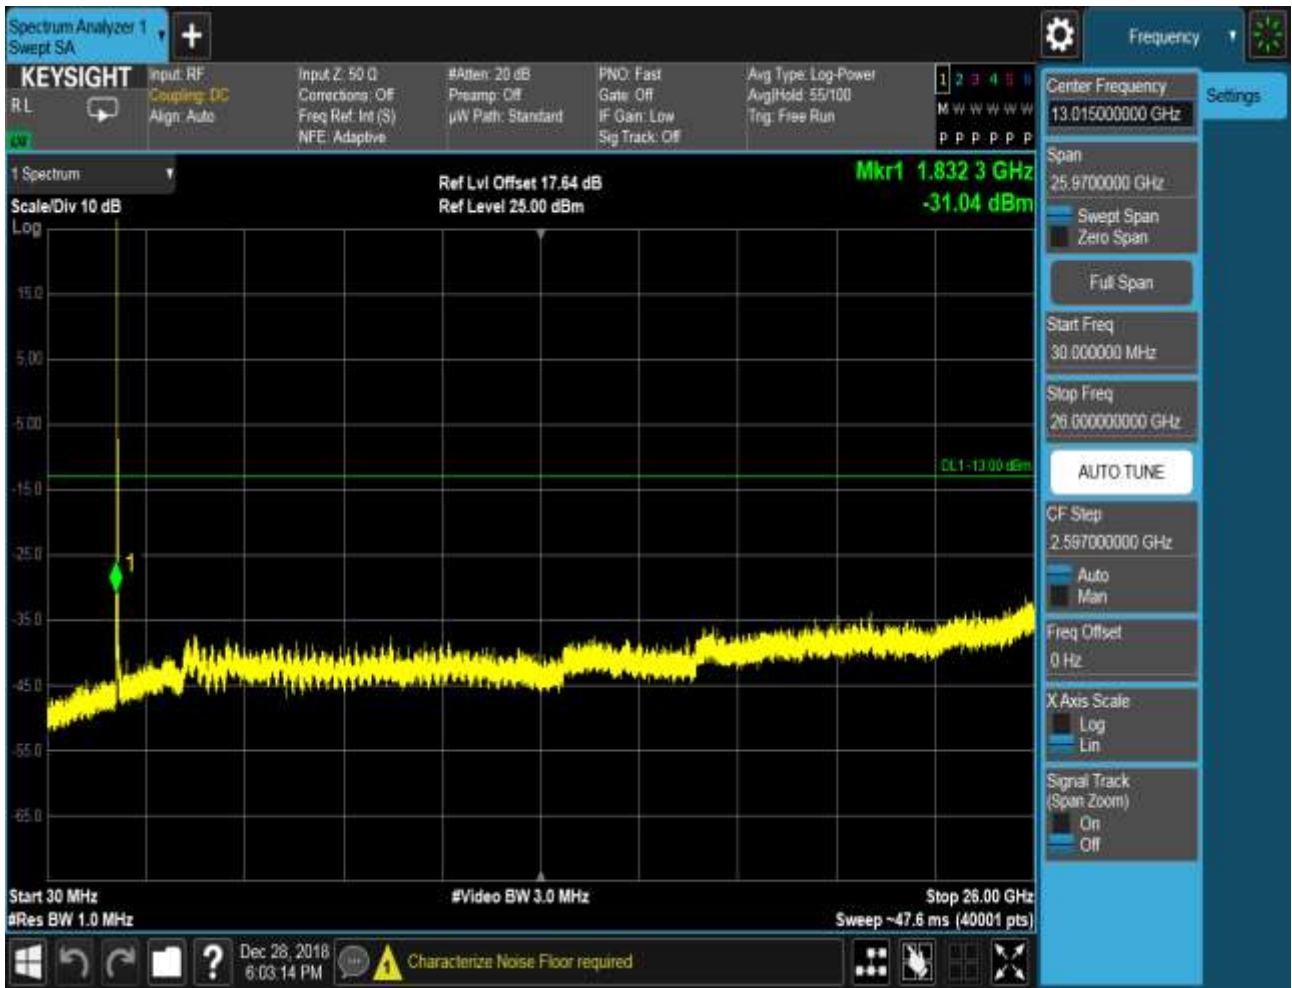 Spectrum Analyzer 1
Swept SA
Frequency
KEYSIGHT
R L
Input: RF
Coupling: DC
Align: Auto
Input Z: 50 Ω
Corrections: Off
Freq Ref: Int (S)
NFE: Adaptive
#Atten: 20 dB
Preamp: Off
µW Path: Standard
PNO: Fast
Gate: Off
IF Gain: Low
Sig Track: Off
Avg Type: Log-Power
Avg|Hold: 55/100
Trig: Free Run
1 2 3 4 5 6
M W W W W W
P P P P P P
1 Spectrum
Scale/Div 10 dB
Log
Ref Lvl Offset 17.64 dB
Ref Level 25.00 dBm
Mkr1 1.832 3 GHz
-31.04 dBm
15.0
5.00
-5.00
-15.0
-25.0
-35.0
-45.0
-55.0
-65.0
DL1 -13.00 dBm
1
Start 30 MHz
#Res BW 1.0 MHz
#Video BW 3.0 MHz
Stop 26.00 GHz
Sweep ~47.6 ms (40001 pts)
Center Frequency
13.015000000 GHz
Settings
Span
25.9700000 GHz
Swept Span
Zero Span
Full Span
Start Freq
30.000000 MHz
Stop Freq
26.000000000 GHz
AUTO TUNE
CF Step
2.597000000 GHz
Auto
Man
Freq Offset
0 Hz
X Axis Scale
Log
Lin
Signal Track
(Span Zoom)
On
Off
?
Dec 28, 2018
6:03:14 PM
Characterize Noise Floor required